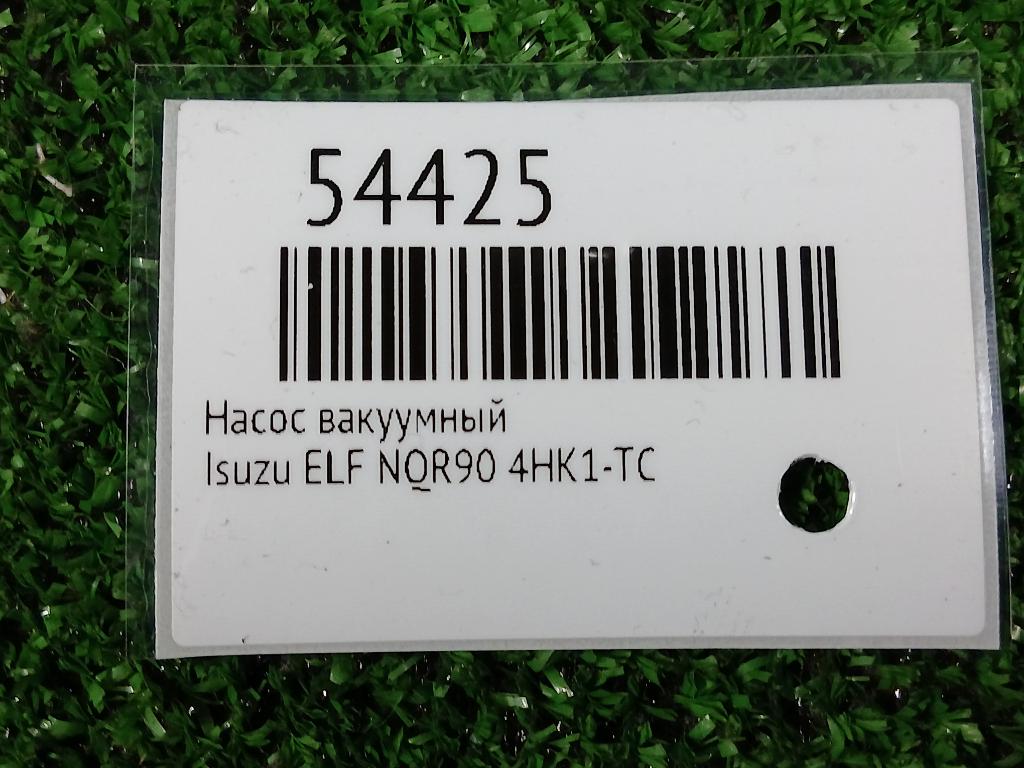 54425
Насос вакуумный
Isuzu ELF NQR90 4HK1-TC